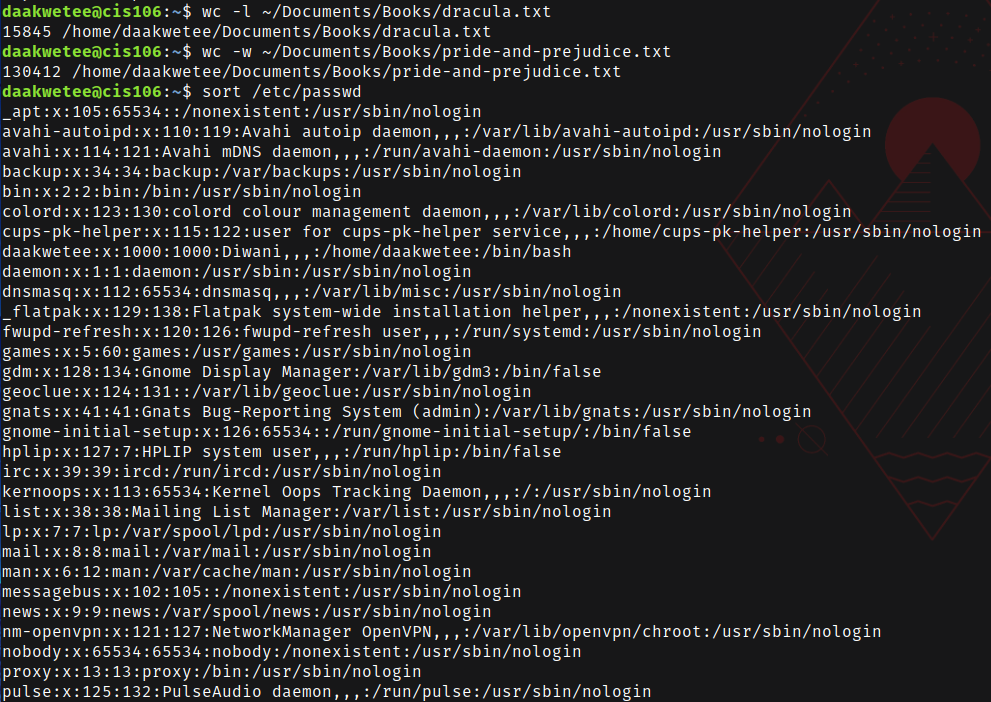 daakwetee@cis106:~$ wc -l ~/Documents/Books/dracula.txt
15845 /home/daakwetee/Documents/Books/dracula.txt
daakwetee@cis106:~$ wc -w ~/Documents/Books/pride-and-prejudice.txt
130412 /home/daakwetee/Documents/Books/pride-and-prejudice.txt
daakwetee@cis106:~$ sort /etc/passwd
_apt:x:105:65534::/nonexistent:/usr/sbin/nologin
avahi-autoipd:x:110:119:Avahi autoip daemon,,,:/var/lib/avahi-autoipd:/usr/sbin/nologin
avahi:x:114:121:Avahi mDNS daemon,,,:/run/avahi-daemon:/usr/sbin/nologin
backup:x:34:34:backup:/var/backups:/usr/sbin/nologin
bin:x:2:2:bin:/bin:/usr/sbin/nologin
colord:x:123:130:colord colour management daemon,,,:/var/lib/colord:/usr/sbin/nologin
cups-pk-helper:x:115:122:user for cups-pk-helper service,,,:/home/cups-pk-helper:/usr/sbin/nologin
daakwetee:x:1000:1000:Diwani,,,:/home/daakwetee:/bin/bash
daemon:x:1:1:daemon:/usr/sbin:/usr/sbin/nologin
dnsmasq:x:112:65534:dnsmasq,,,:/var/lib/misc:/usr/sbin/nologin
_flatpak:x:129:138:Flatpak system-wide installation helper,,,:/nonexistent:/usr/sbin/nologin
fwupd-refresh:x:120:126:fwupd-refresh user,,,:/run/systemd:/usr/sbin/nologin
games:x:5:60:games:/usr/games:/usr/sbin/nologin
gdm:x:128:134:Gnome Display Manager:/var/lib/gdm3:/bin/false
geoclue:x:124:131::/var/lib/geoclue:/usr/sbin/nologin
gnats:x:41:41:Gnats Bug-Reporting System (admin):/var/lib/gnats:/usr/sbin/nologin
gnome-initial-setup:x:126:65534::/run/gnome-initial-setup/:/bin/false
hplip:x:127:7:HPLIP system user,,,:/run/hplip:/bin/false
irc:x:39:39:ircd:/run/ircd:/usr/sbin/nologin
kernoops:x:113:65534:Kernel Oops Tracking Daemon,,,:/:/usr/sbin/nologin
list:x:38:38:Mailing List Manager:/var/list:/usr/sbin/nologin
lp:x:7:7:lp:/var/spool/lpd:/usr/sbin/nologin
mail:x:8:8:mail:/var/mail:/usr/sbin/nologin
man:x:6:12:man:/var/cache/man:/usr/sbin/nologin
messagebus:x:102:105::/nonexistent:/usr/sbin/nologin
news:x:9:9:news:/var/spool/news:/usr/sbin/nologin
nm-openvpn:x:121:127:NetworkManager OpenVPN,,,:/var/lib/openvpn/chroot:/usr/sbin/nologin
nobody:x:65534:65534:nobody:/nonexistent:/usr/sbin/nologin
proxy:x:13:13:proxy:/bin:/usr/sbin/nologin
pulse:x:125:132:PulseAudio daemon,,,:/run/pulse:/usr/sbin/nologin